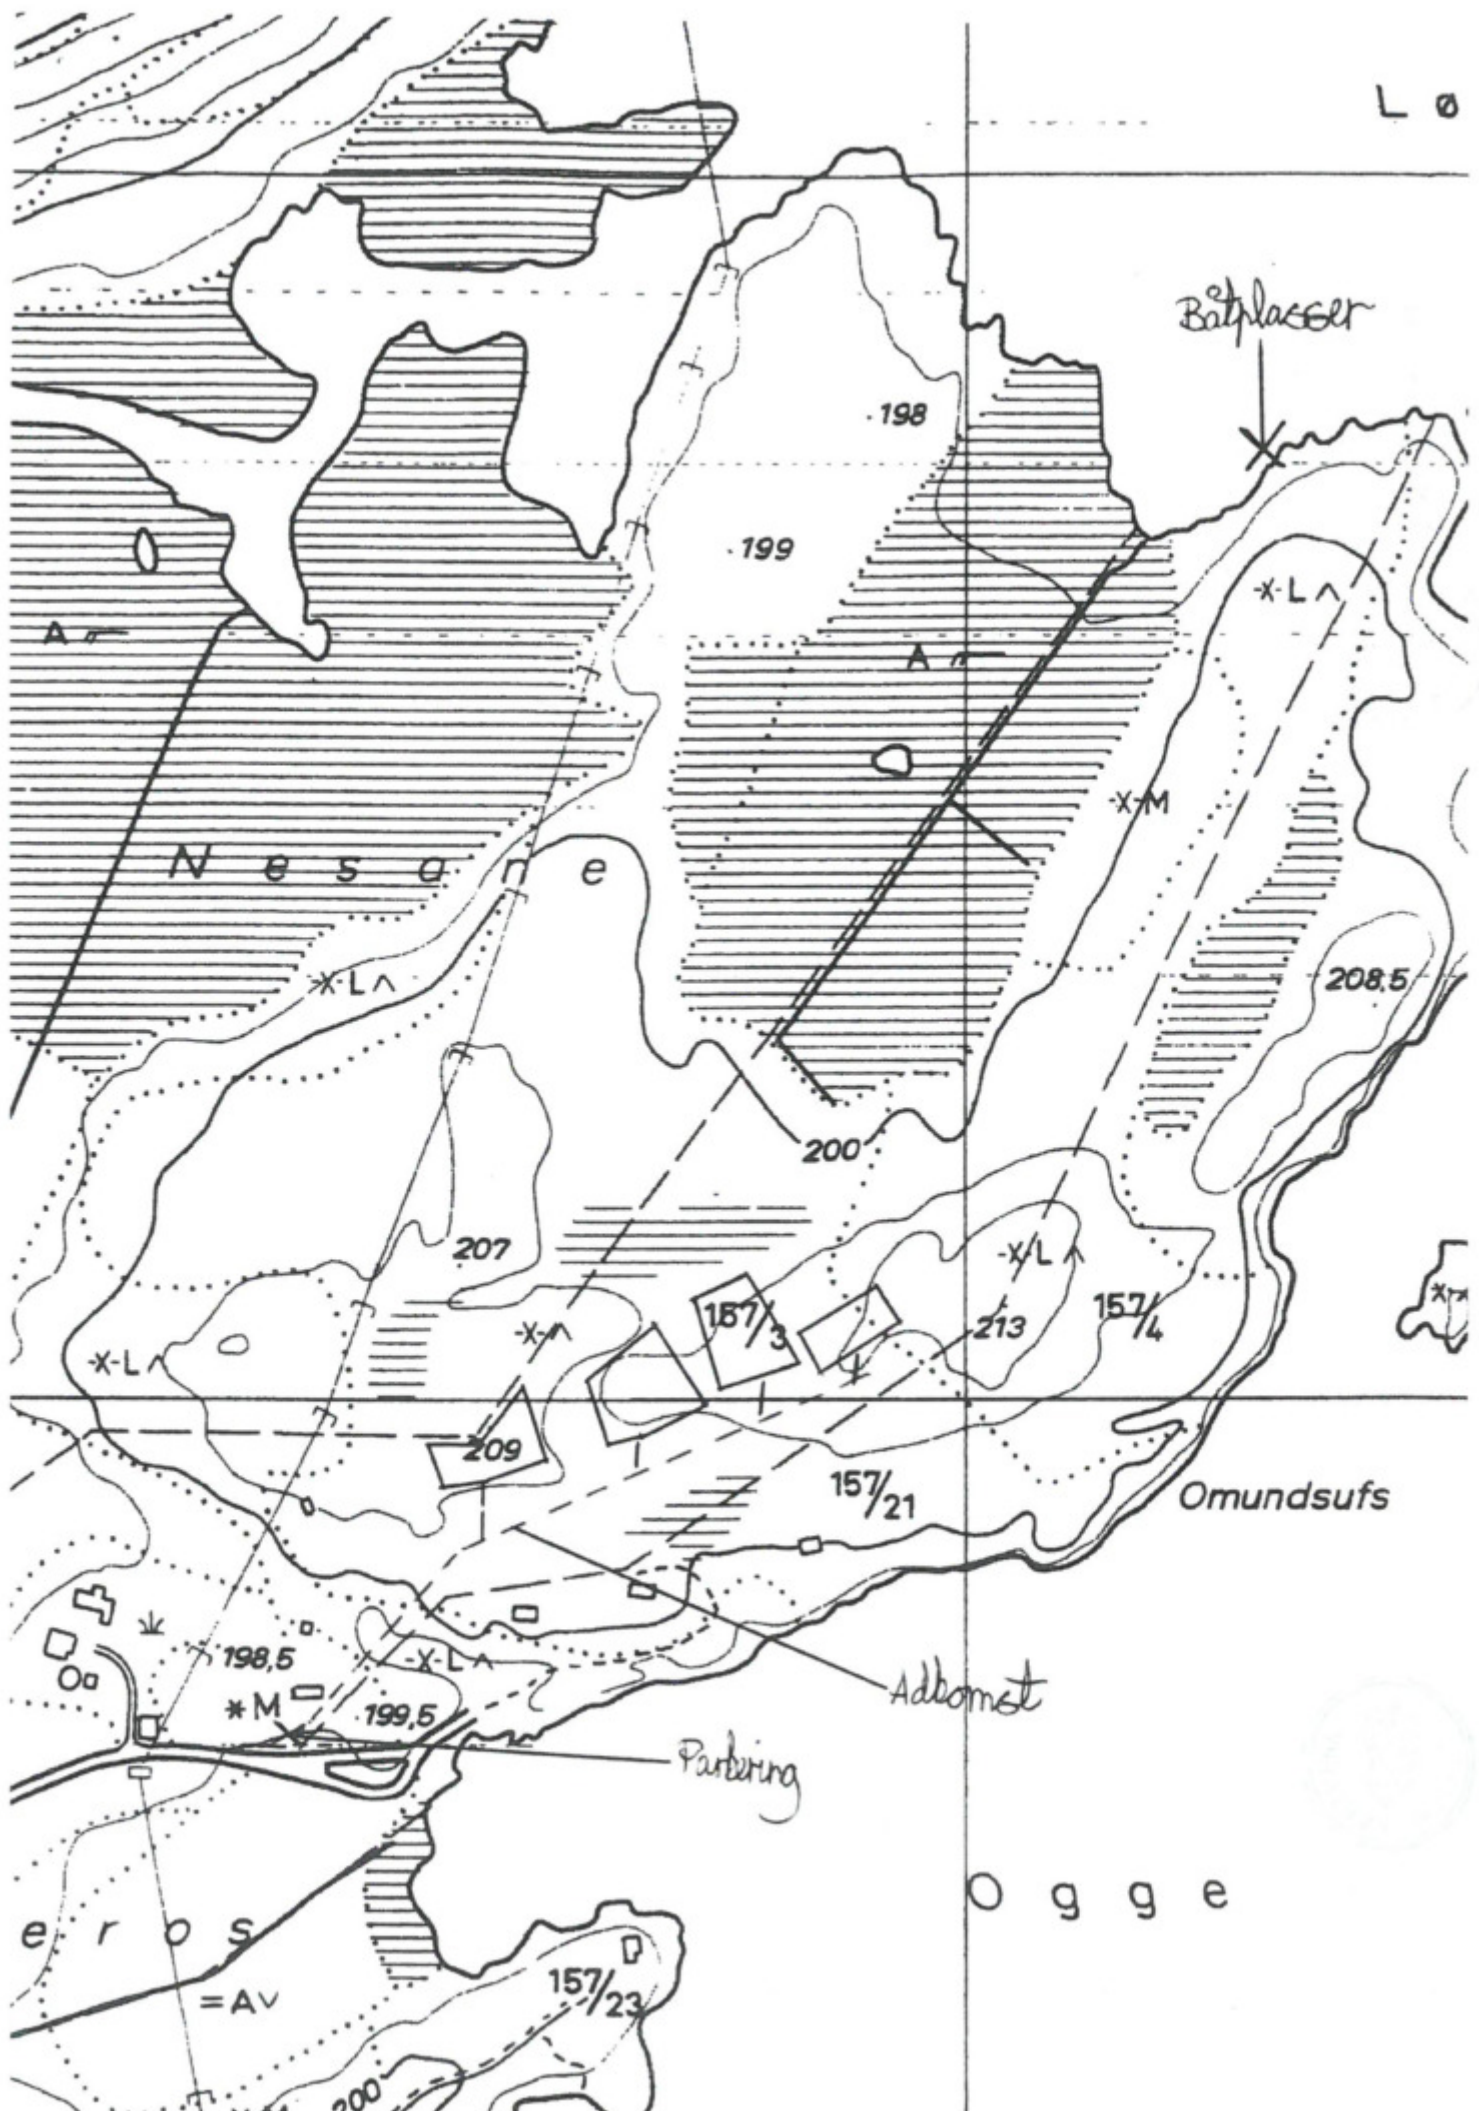 L ø
Båtplasser
198
199
-X-L ∧
A
A
-X-M
N e s a n e
-X-L ∧
208,5
200
207
-X-L ∧
-X-∧
157/3
213
157/4
-X-L ∧
209
157/21
Omundsufs
198,5
-X-L ∧
Adkomst
*M
199,5
Parkering
O g g e
e r o s
=A∨
157/23
200